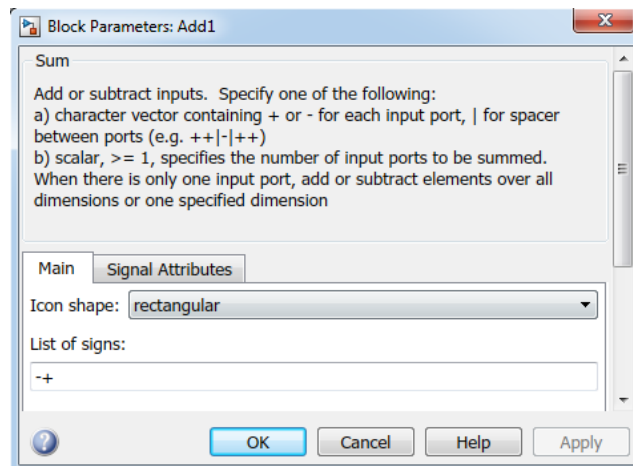 Block Parameters: Add1
Sum
Add or subtract inputs.  Specify one of the following:
a) character vector containing + or - for each input port, | for spacer
between ports (e.g. ++|-|++)
b) scalar, >= 1, specifies the number of input ports to be summed.
When there is only one input port, add or subtract elements over all
dimensions or one specified dimension
Main Signal Attributes
Icon shape: rectangular
List of signs:
-+
OK Cancel Help Apply